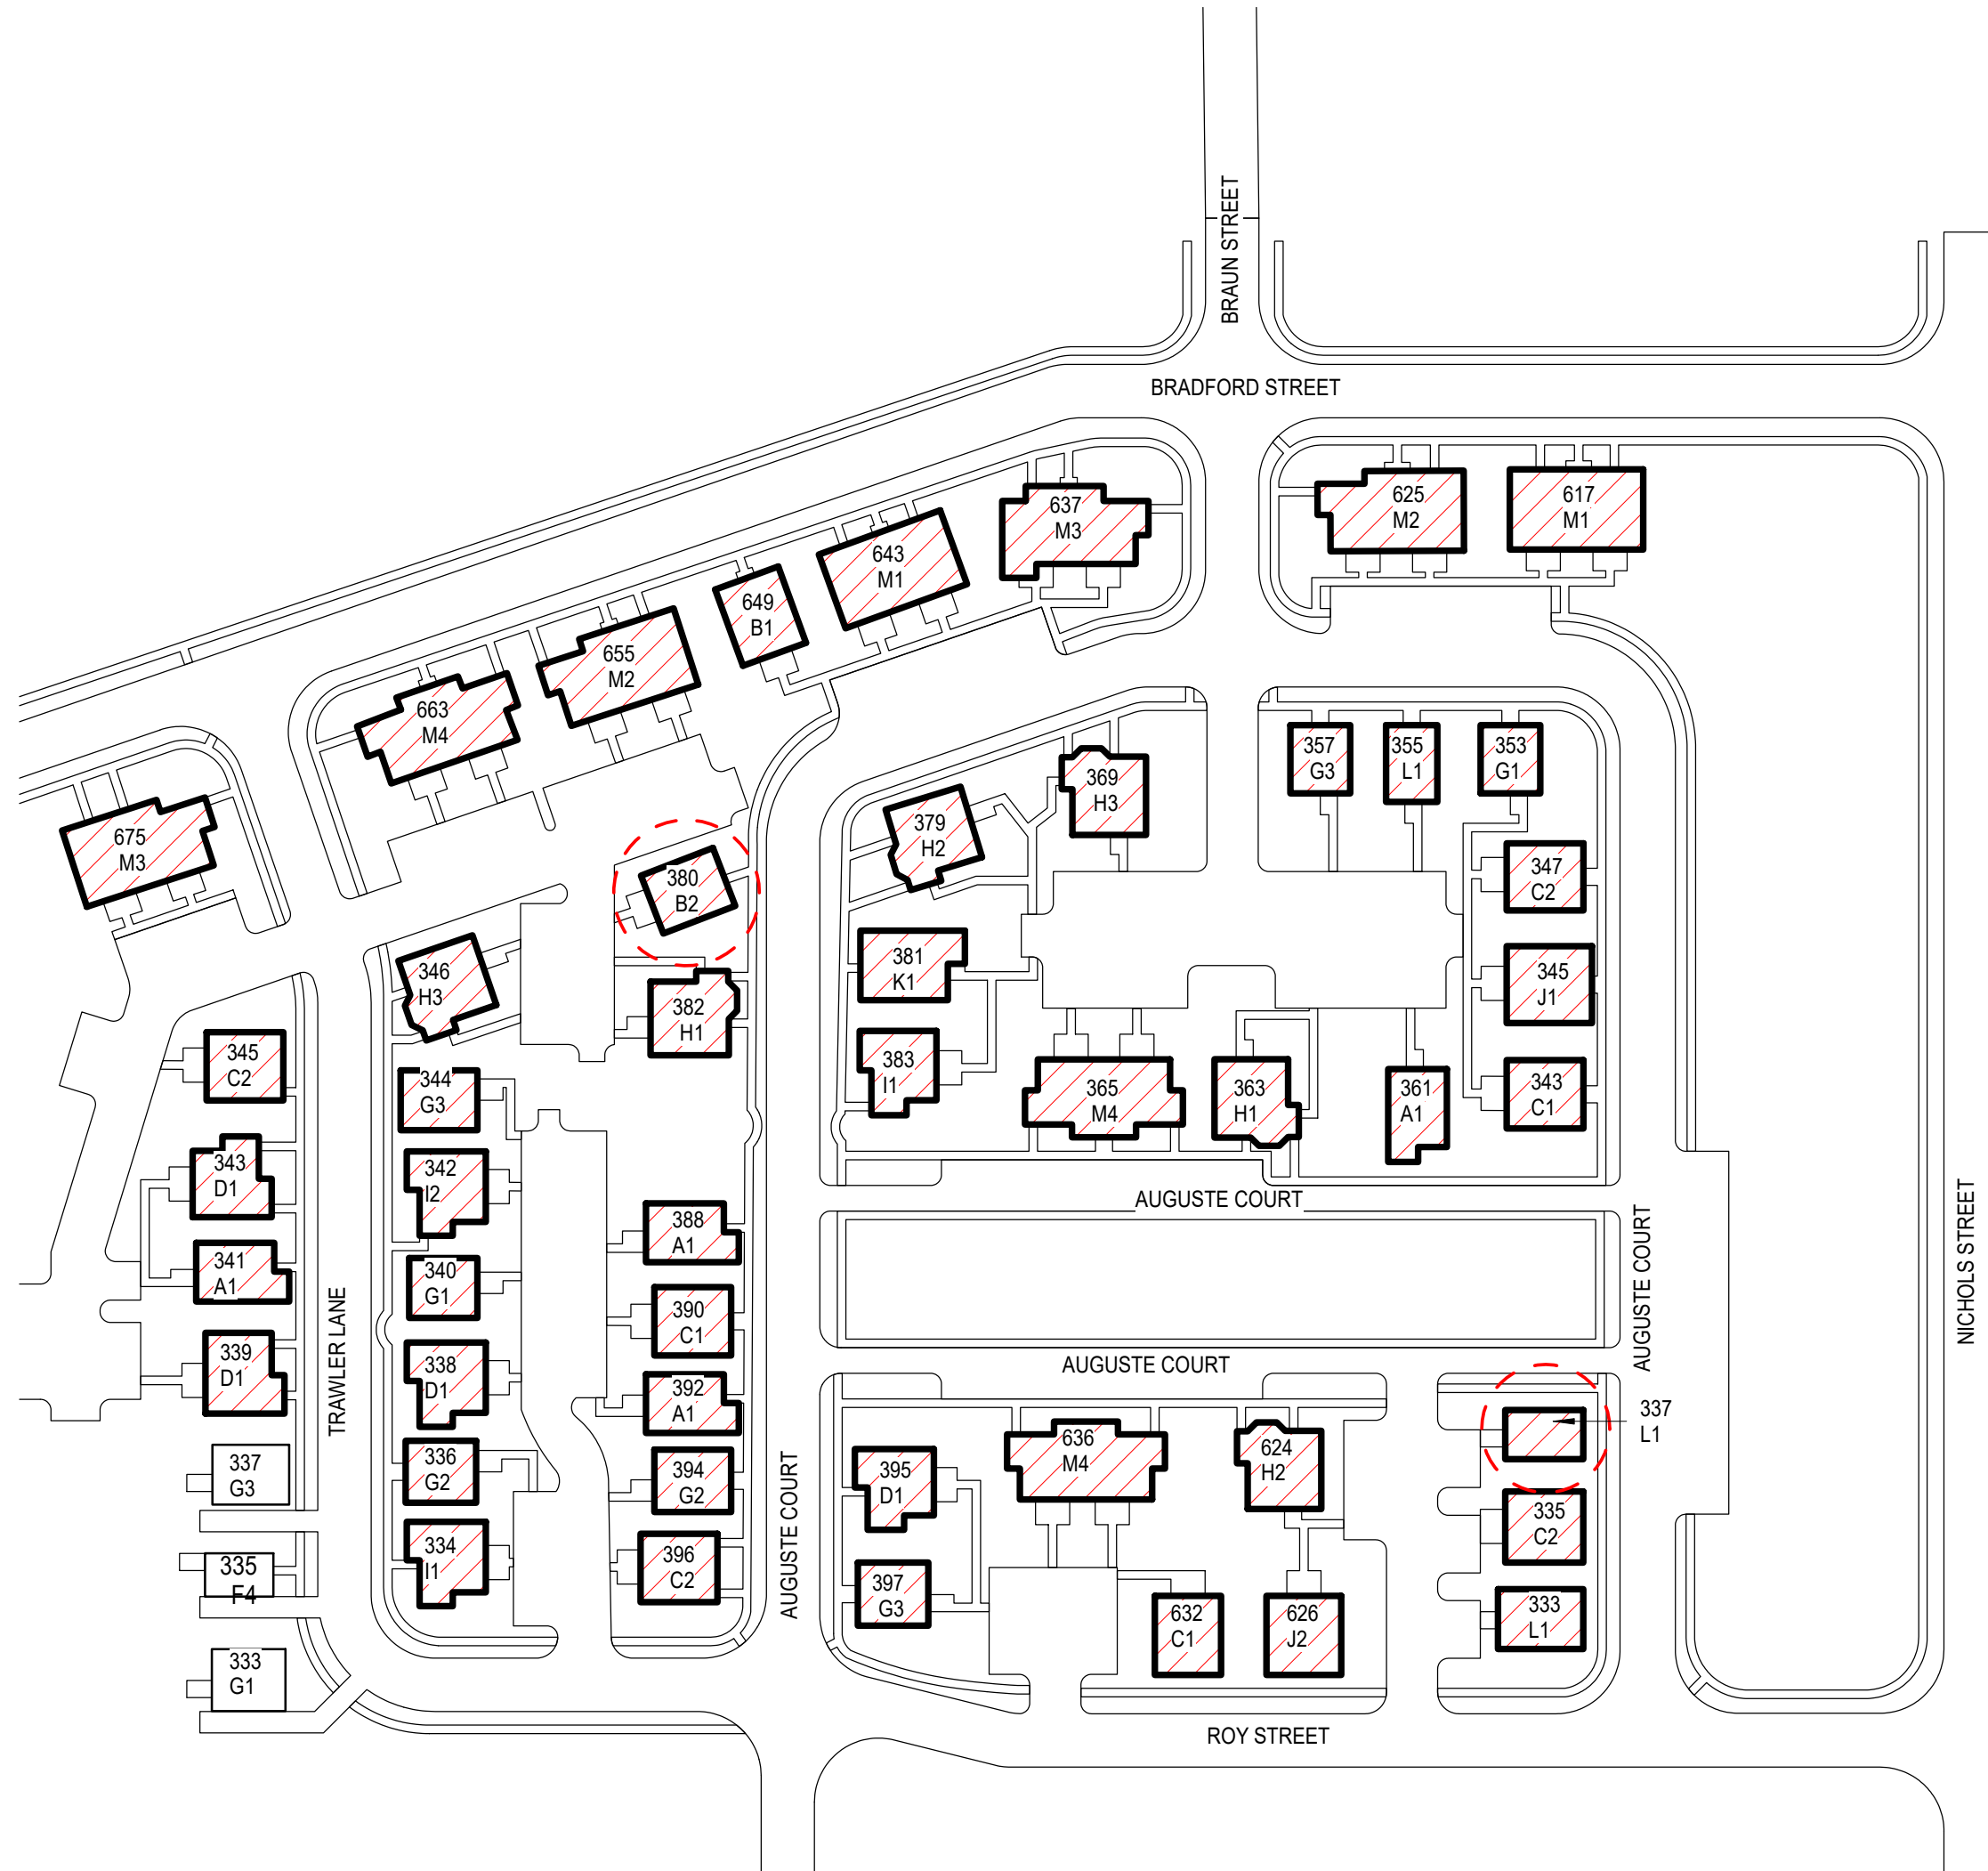 BRAUN STREET
BRADFORD STREET
637
M3
625
M2
617
M1
643
M1
649
B1
655
M2
663
M4
675
M3
357
G3
355
L1
353
G1
369
H3
379
H2
380
B2
347
C2
381
K1
346
H3
345
J1
382
H1
345
C2
383
I1
344
G3
365
M4
363
H1
361
A1
343
C1
343
D1
342
I2
AUGUSTE COURT
388
A1
341
A1
340
G1
390
C1
TRAWLER LANE
AUGUSTE COURT
NICHOLS STREET
339
D1
338
D1
AUGUSTE COURT
392
A1
337
L1
337
G3
336
G2
394
G2
AUGUSTE COURT
395
D1
636
M4
624
H2
335
C2
335
F4
334
I1
396
C2
397
G3
632
C1
626
J2
333
L1
333
G1
ROY STREET